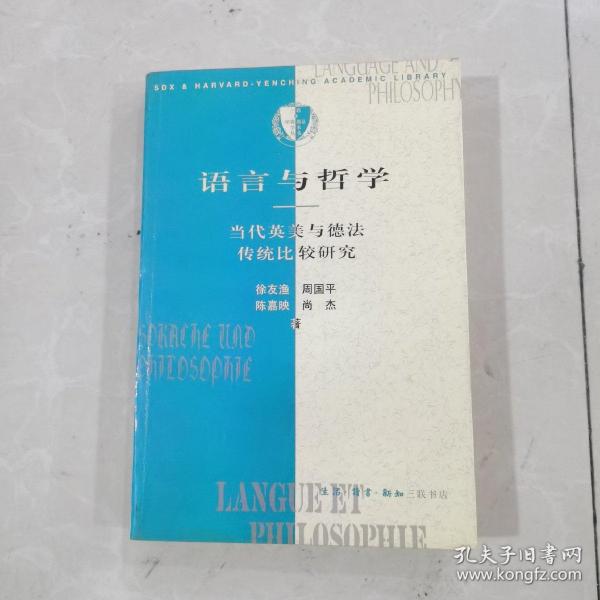 LANGUAGE AND
SDX & HARVARD-YENCHING ACADEMIC LIBRARY
PHILOSOPHY
语言与哲学
当代英美与德法
传统比较研究
徐友渔 周国平
陈嘉映 尚杰
著
SPRACHE UND
PHILOSOPHIE
LANGUE ET
生活·读书·新知三联书店
PHILOSOPHIE
孔夫子旧书网
www.kongfz.com